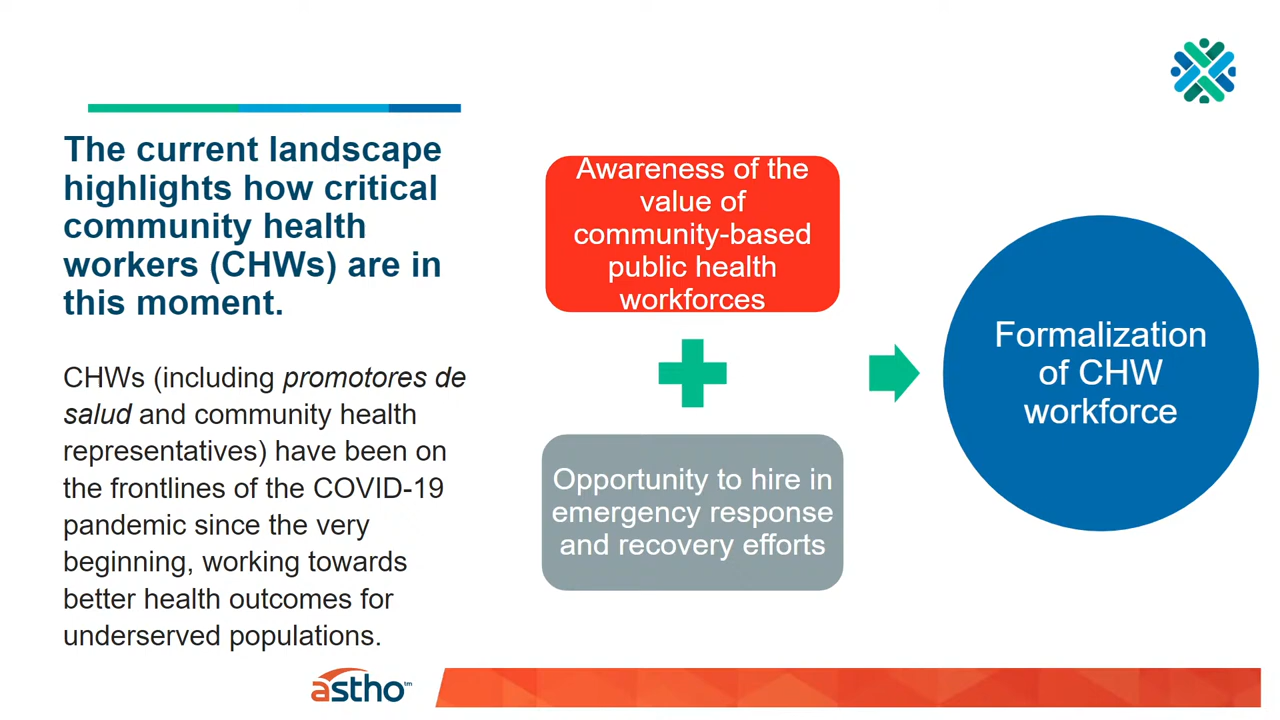 The current landscape
highlights how critical
community health
workers (CHWs) are in
this moment.
CHWs (including promotores de
salud and community health
representatives) have been on
the frontlines of the COVID-19
pandemic since the very
beginning, working towards
better health outcomes for
underserved populations.
Awareness of the
value of
community-based
public health
workforces
Opportunity to hire in
emergency response
and recovery efforts
Formalization
of CHW
workforce
astho™